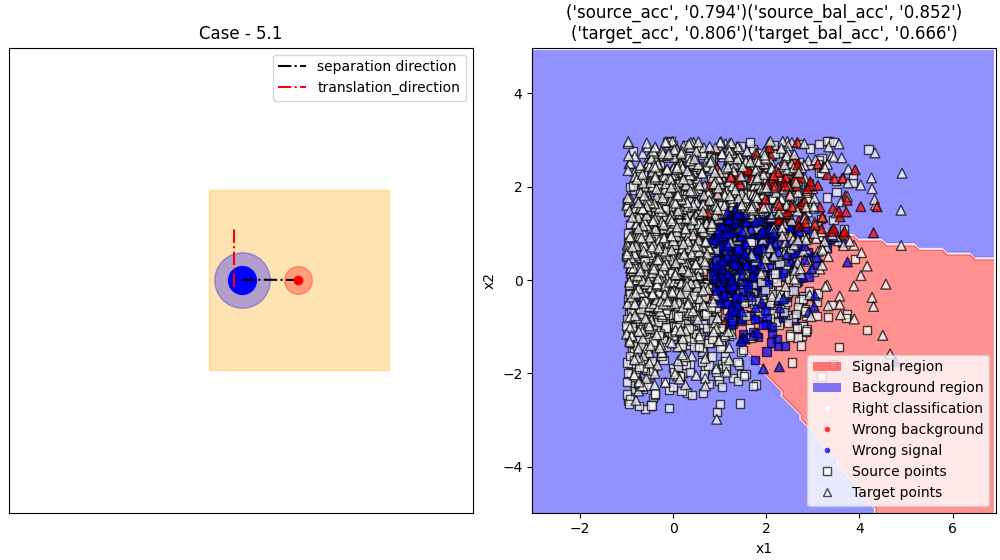 Case - 5.1
separation direction
translation_direction
('source_acc', '0.794')('source_bal_acc', '0.852')
('target_acc', '0.806')('target_bal_acc', '0.666')
4
2
0
−2
−4
x2
−2
0
2
4
6
x1
Signal region
Background region
Right classification
Wrong background
Wrong signal
Source points
Target points